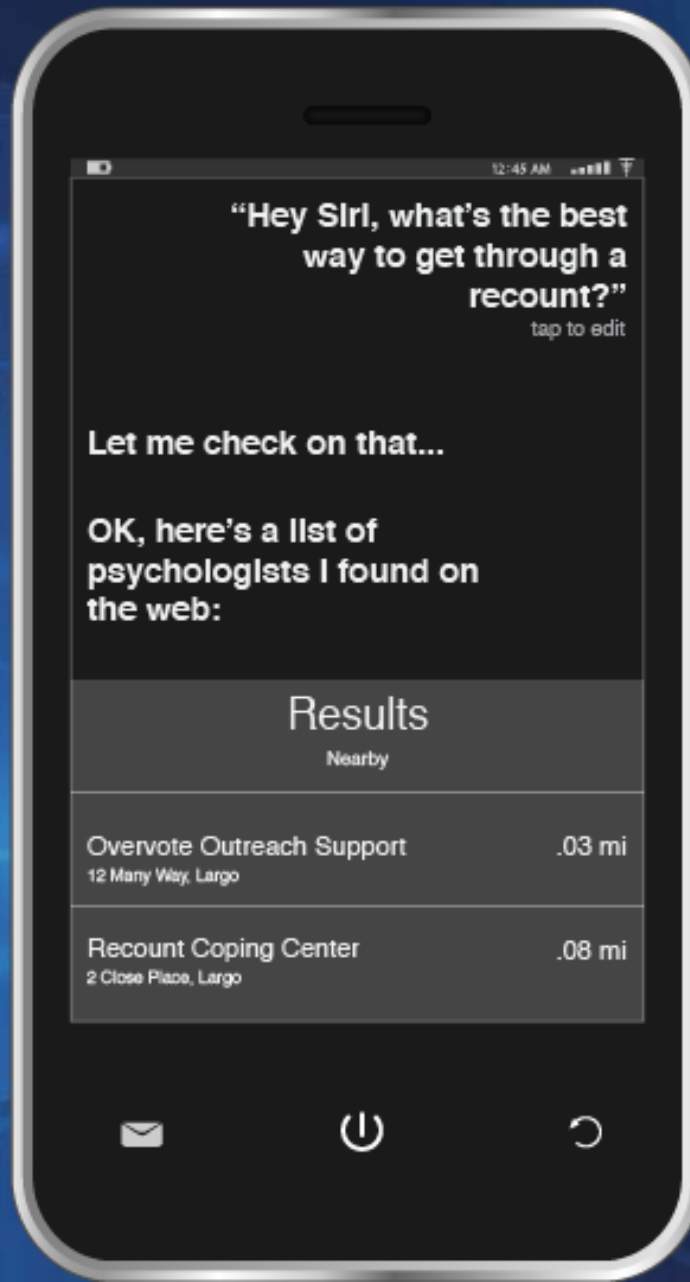 12:45 AM
“Hey Siri, what’s the best
way to get through a
recount?”
tap to edit
Let me check on that...
OK, here’s a list of
psychologists I found on
the web:
Results
Nearby
Overvote Outreach Support
.03 mi
12 Many Way, Largo
Recount Coping Center
.08 mi
2 Close Place, Largo